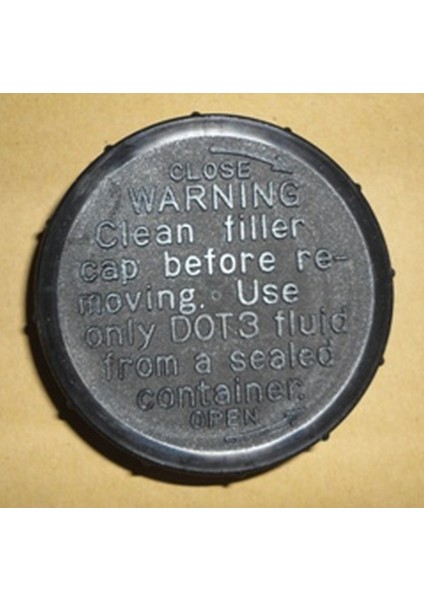 CLOSE
WARNING
Clean filler
cap before re-
moving. Use
only DOT3 fluid
from a sealed
container.
OPEN